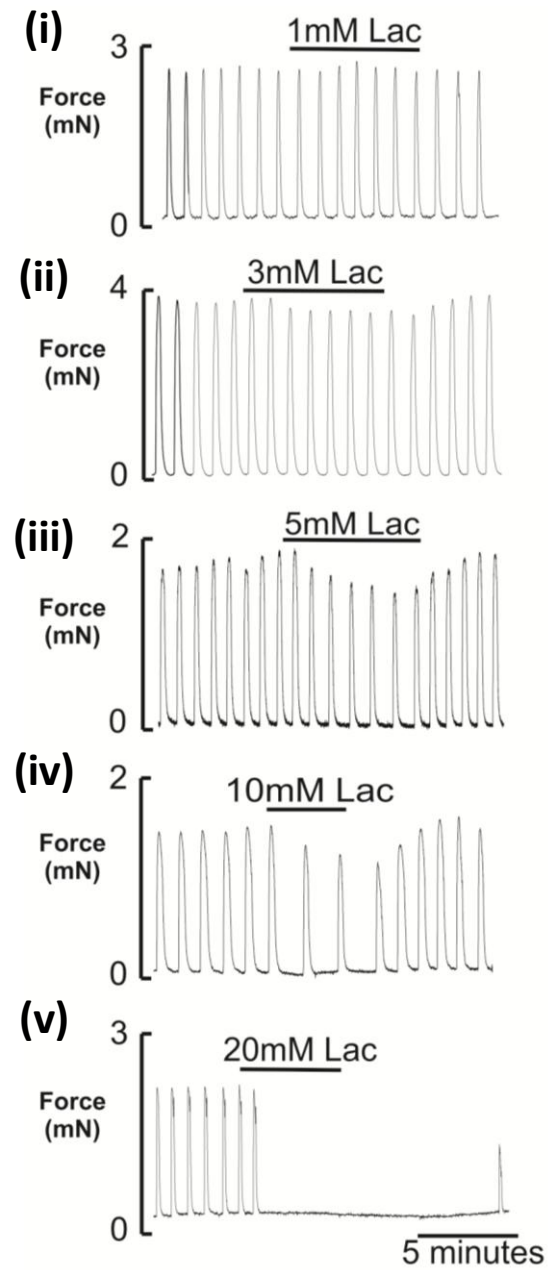 (i)
1mM Lac
3
Force
(mN)
0
(ii)
3mM Lac
4
Force
(mN)
0
(iii)
5mM Lac
2
Force
(mN)
0
(iv)
10mM Lac
2
Force
(mN)
0
(v)
20mM Lac
3
Force
(mN)
0
5 minutes